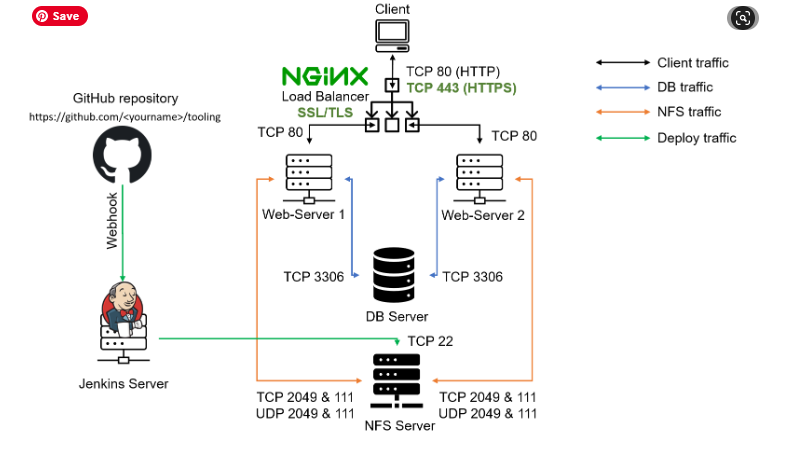 Save
Client
NGINX
Load Balancer
SSL/TLS
TCP 80 (HTTP)
TCP 443 (HTTPS)
Client traffic
DB traffic
NFS traffic
Deploy traffic
GitHub repository
https://github.com/<yourname>/tooling
TCP 80
TCP 80
Webhook
Web-Server 1
Web-Server 2
TCP 3306
TCP 3306
DB Server
TCP 22
Jenkins Server
TCP 2049 & 111
UDP 2049 & 111
TCP 2049 & 111
UDP 2049 & 111
NFS Server